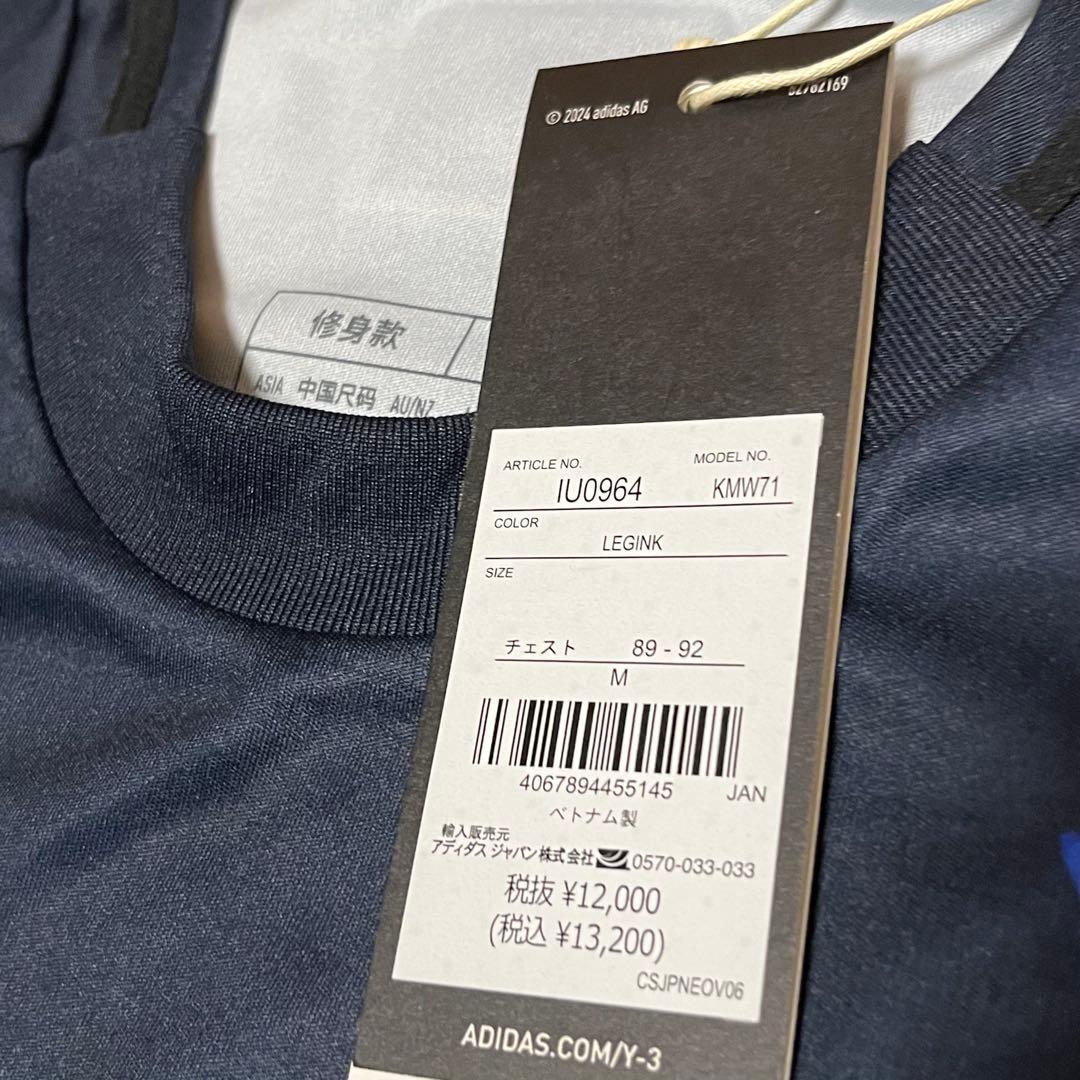 © 2024 adidas AG
修身款
ASIA 中国尺码 AU/NZ
ARTICLE NO. MODEL NO.
IU0964 KMW71
COLOR
LEGINK
SIZE
チェスト 89 - 92
M
4067894455145 JAN
ベトナム製
輸入販売元
アディダス ジャパン株式会社 0570-033-033
税抜 ¥12,000
(税込 ¥13,200)
CSJPNEOV06
ADIDAS.COM/Y-3